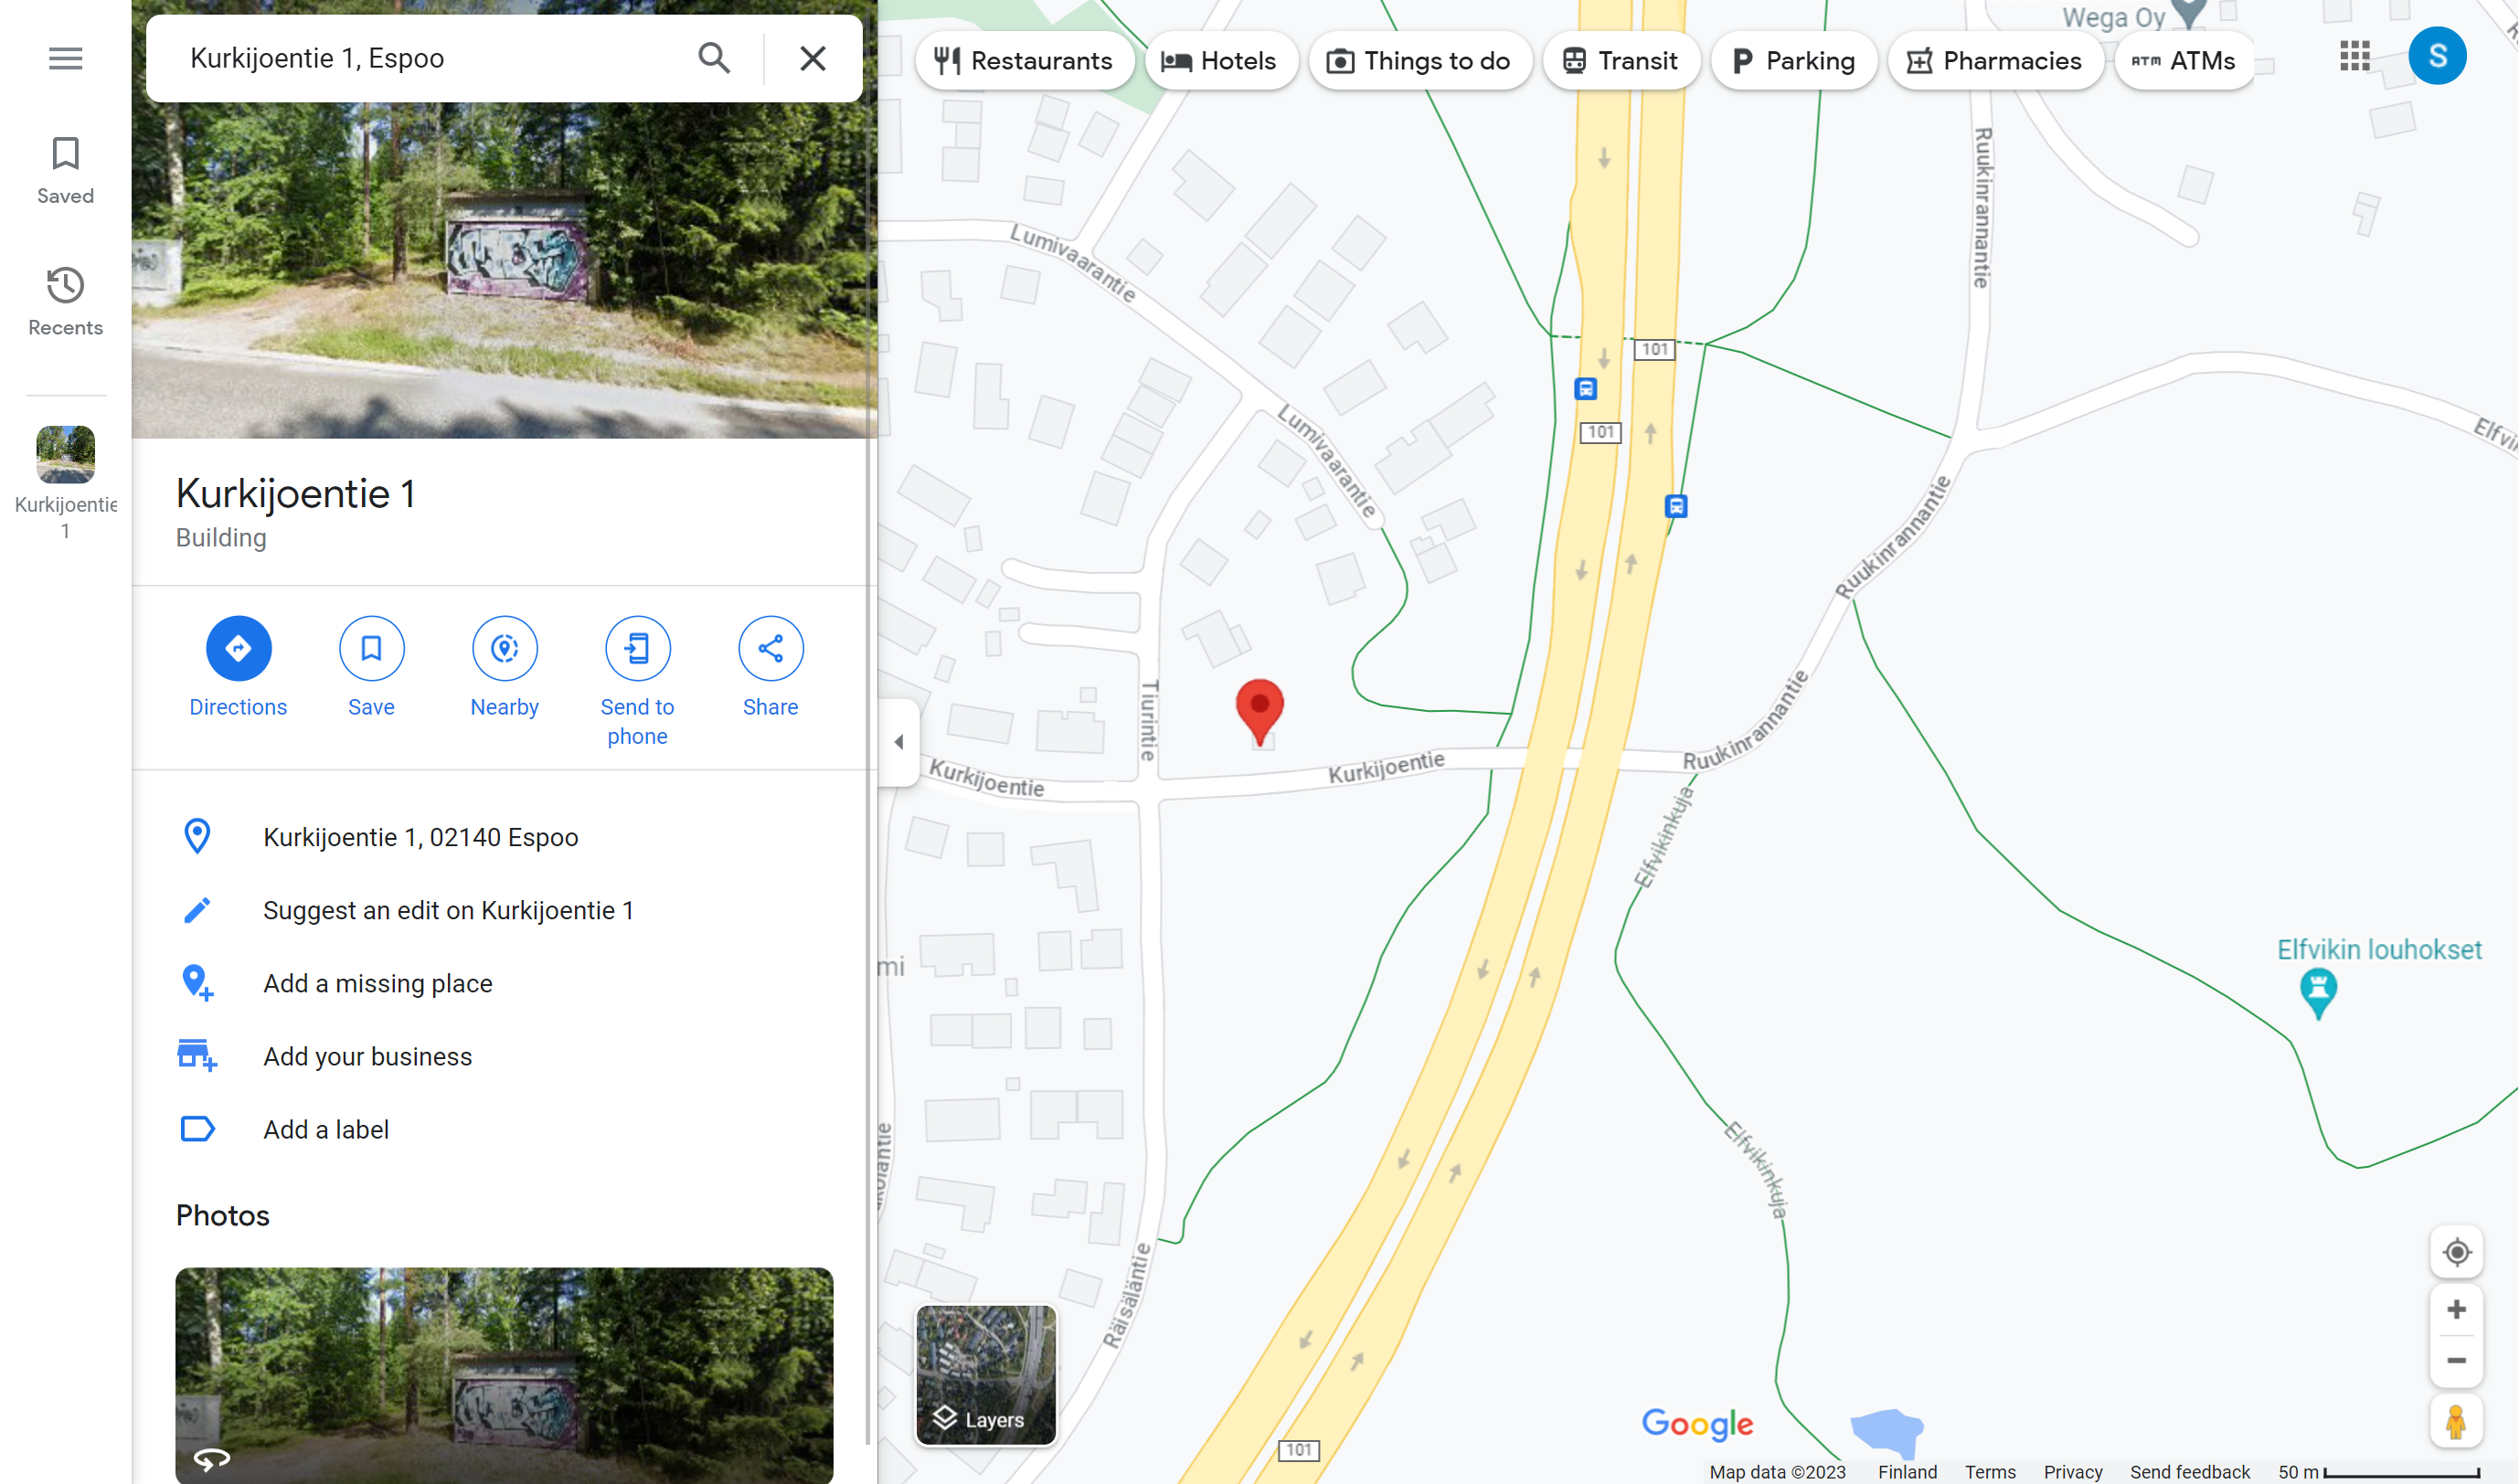 Kurkijoentie 1, Espoo
Saved
Recents
Kurkijoentie
1
Kurkijoentie 1
Building
Directions
Save
Nearby
Send to
phone
Share
Kurkijoentie 1, 02140 Espoo
Suggest an edit on Kurkijoentie 1
Add a missing place
Add your business
Add a label
Photos
Restaurants
Hotels
Things to do
Transit
Parking
Pharmacies
ATM ATMs
S
Wega Oy
Ruukinrannantie
Lumivaarantie
101
101
Lumivaarantie
Elfvi
Ruukinrannantie
Tiurintie
Kurkijoentie
Kurkijoentie
Ruukinrannantie
Elfvikinkuja
mi
Elfvikin louhokset
Elfvikinkuja
Räisäläntie
Layers
101
Google
Map data ©2023
Finland
Terms
Privacy
Send feedback
50 m